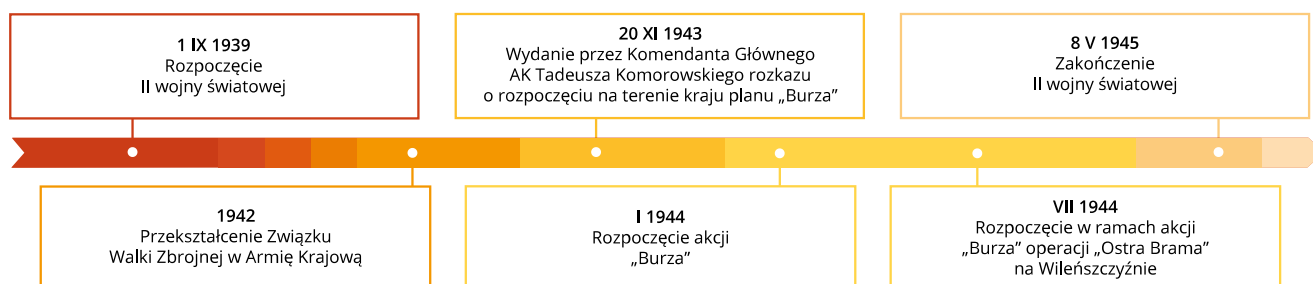 1 IX 1939
Rozpoczęcie
II wojny światowej
20 XI 1943
Wydanie przez Komendanta Głównego
AK Tadeusza Komorowskiego rozkazu
o rozpoczęciu na terenie kraju planu „Burza”
8 V 1945
Zakończenie
II wojny światowej
1942
Przekształcenie Związku
Walki Zbrojnej w Armię Krajową
I 1944
Rozpoczęcie akcji
„Burza”
VII 1944
Rozpoczęcie w ramach akcji
„Burza” operacji „Ostra Brama”
na Wileńszczyźnie